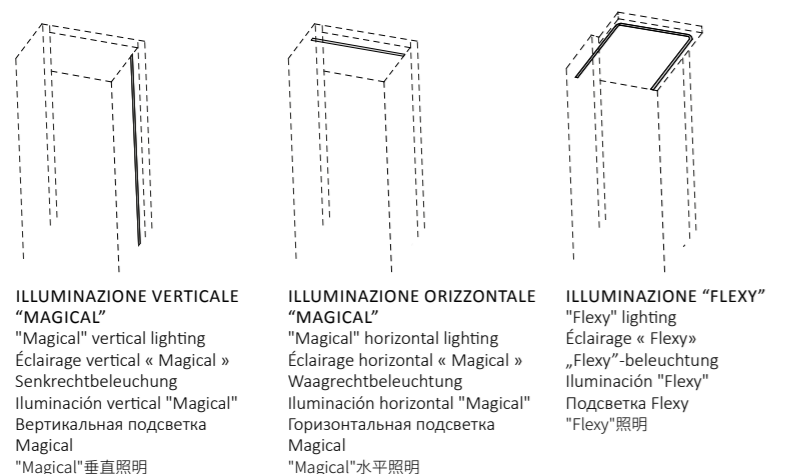 ILLUMINAZIONE VERTICALE
“MAGICAL”
"Magical" vertical lighting
Éclairage vertical « Magical »
Senkrechtbeleuchung
Iluminación vertical "Magical"
Вертикальная подсветка
Magical
"Magical"垂直照明
ILLUMINAZIONE ORIZZONTALE
“MAGICAL”
"Magical" horizontal lighting
Éclairage horizontal « Magical »
Waagrechtbeleuchtung
Iluminación horizontal "Magical"
Горизонтальная подсветка
Magical
"Magical"水平照明
ILLUMINAZIONE “FLEXY”
"Flexy" lighting
Éclairage « Flexy»
„Flexy”-beleuchtung
Iluminación "Flexy"
Подсветка Flexy
"Flexy"照明